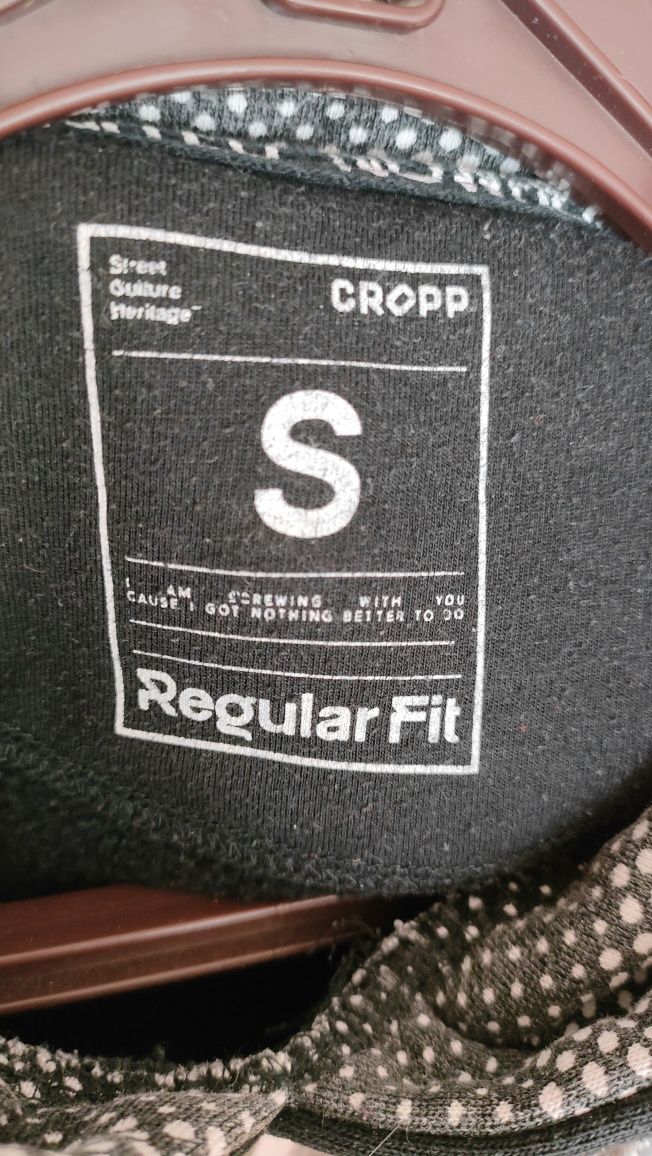 Street
Culture
Heritage™
CROPP
S
I AM SCREWING WITH YOU
CAUSE I GOT NOTHING BETTER TO DO
Regular Fit